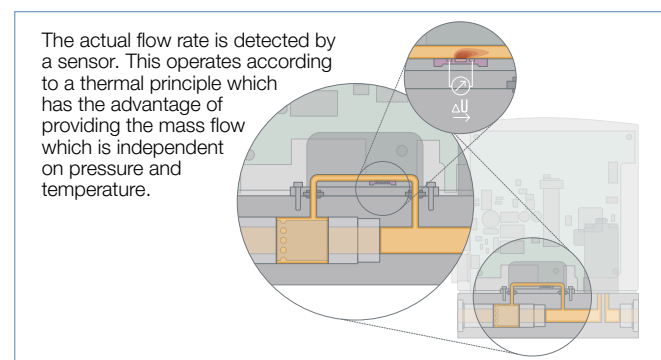 The actual flow rate is detected by
a sensor. This operates according
to a thermal principle which
has the advantage of
providing the mass flow
which is independent
on pressure and
temperature.
ΔU